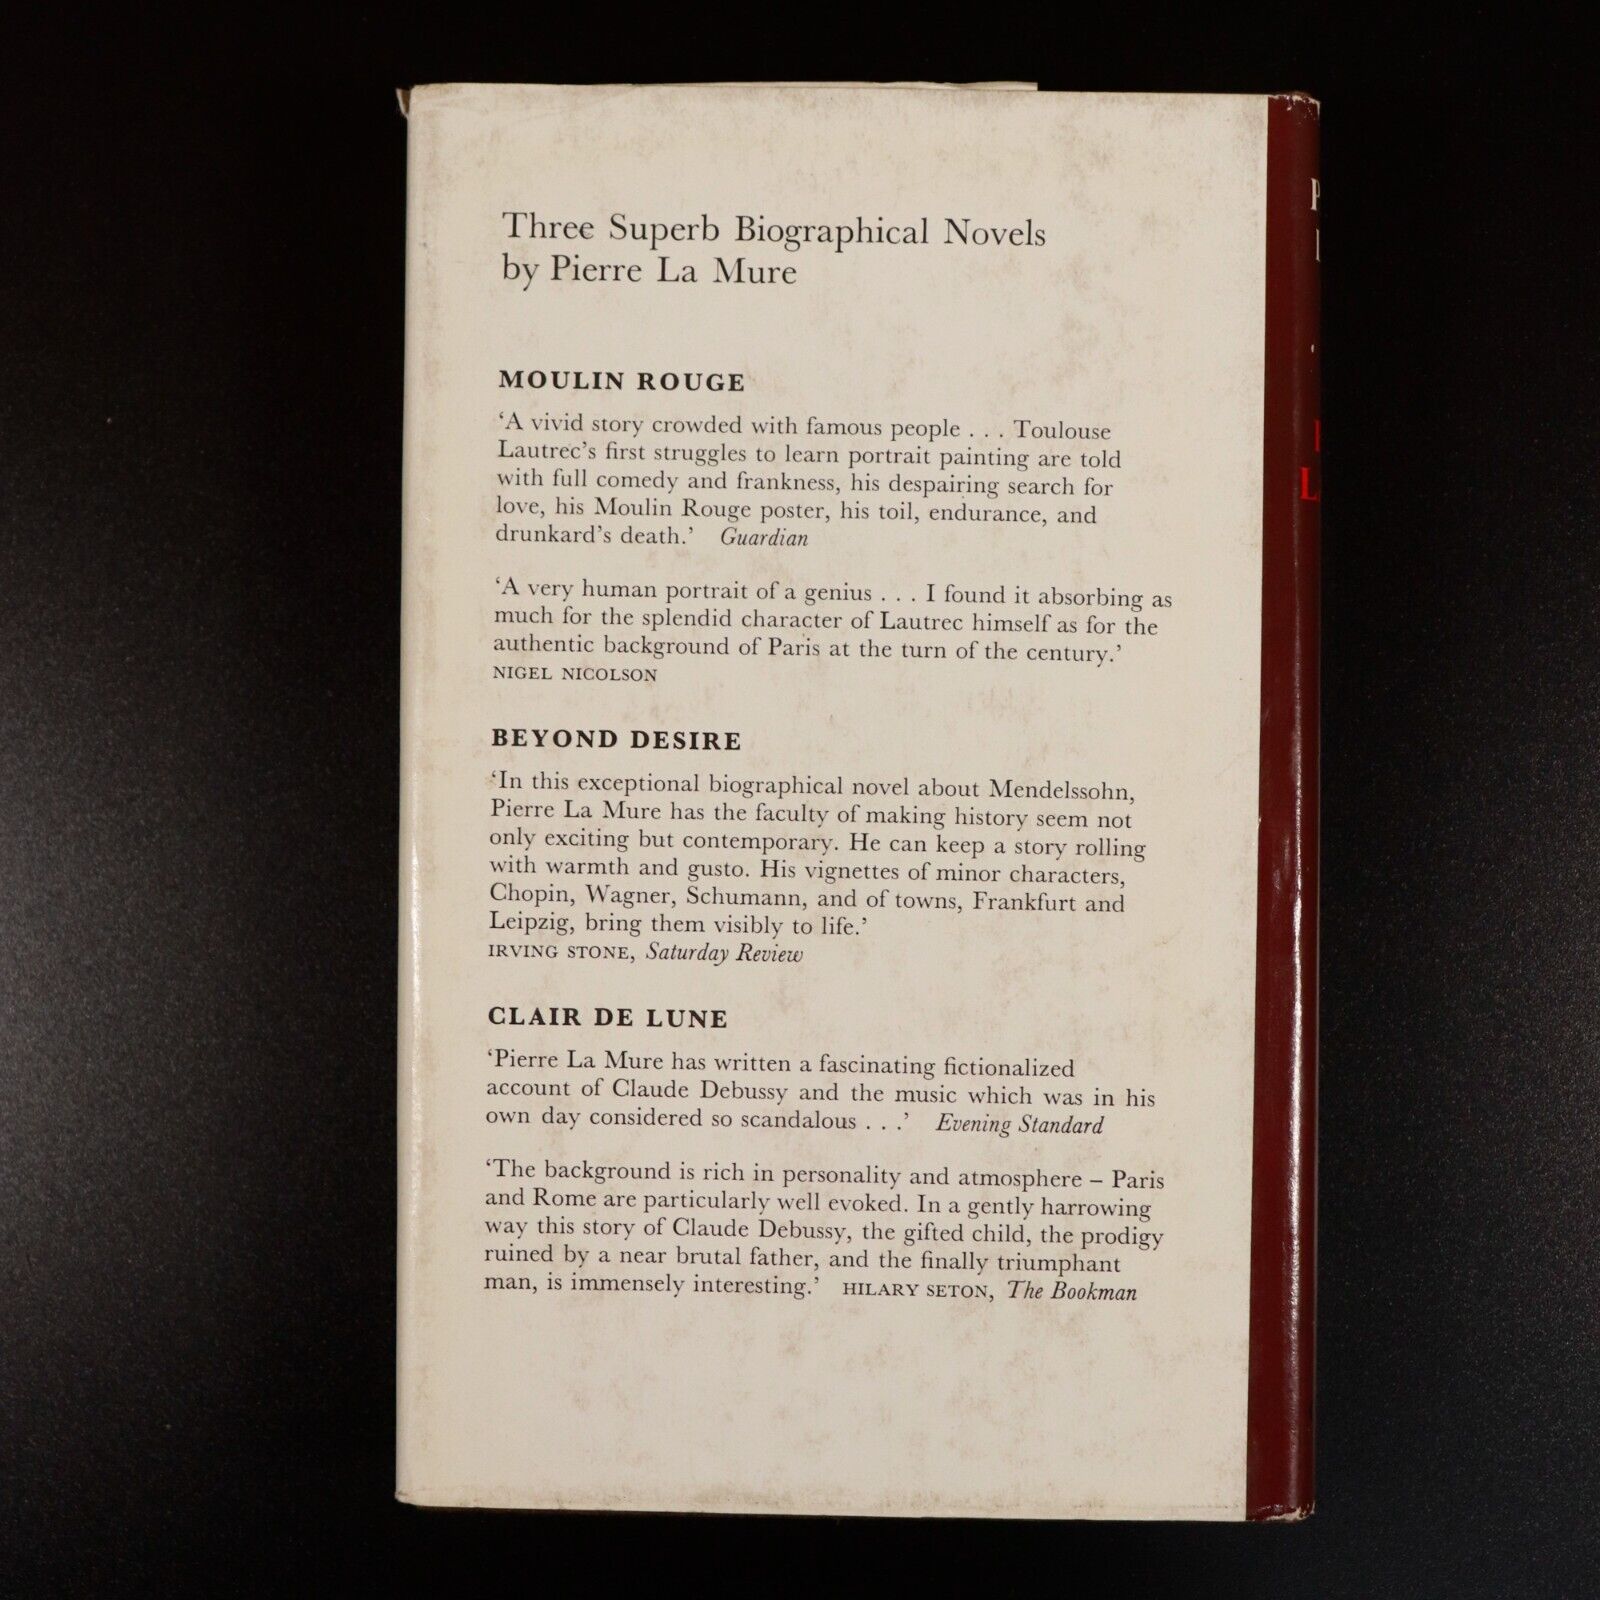 Three Superb Biographical Novels
by Pierre La Mure
MOULIN ROUGE
‘A vivid story crowded with famous people . . . Toulouse
Lautrec’s first struggles to learn portrait painting are told
with full comedy and frankness, his despairing search for
love, his Moulin Rouge poster, his toil, endurance, and
drunkard’s death.’ Guardian
‘A very human portrait of a genius . . . I found it absorbing as
much for the splendid character of Lautrec himself as for the
authentic background of Paris at the turn of the century.’
NIGEL NICOLSON
BEYOND DESIRE
‘In this exceptional biographical novel about Mendelssohn,
Pierre La Mure has the faculty of making history seem not
only exciting but contemporary. He can keep a story rolling
with warmth and gusto. His vignettes of minor characters,
Chopin, Wagner, Schumann, and of towns, Frankfurt and
Leipzig, bring them visibly to life.’
IRVING STONE, Saturday Review
CLAIR DE LUNE
‘Pierre La Mure has written a fascinating fictionalized
account of Claude Debussy and the music which was in his
own day considered so scandalous . . .’ Evening Standard
‘The background is rich in personality and atmosphere – Paris
and Rome are particularly well evoked. In a gently harrowing
way this story of Claude Debussy, the gifted child, the prodigy
ruined by a near brutal father, and the finally triumphant
man, is immensely interesting.’ HILARY SETON, The Bookman